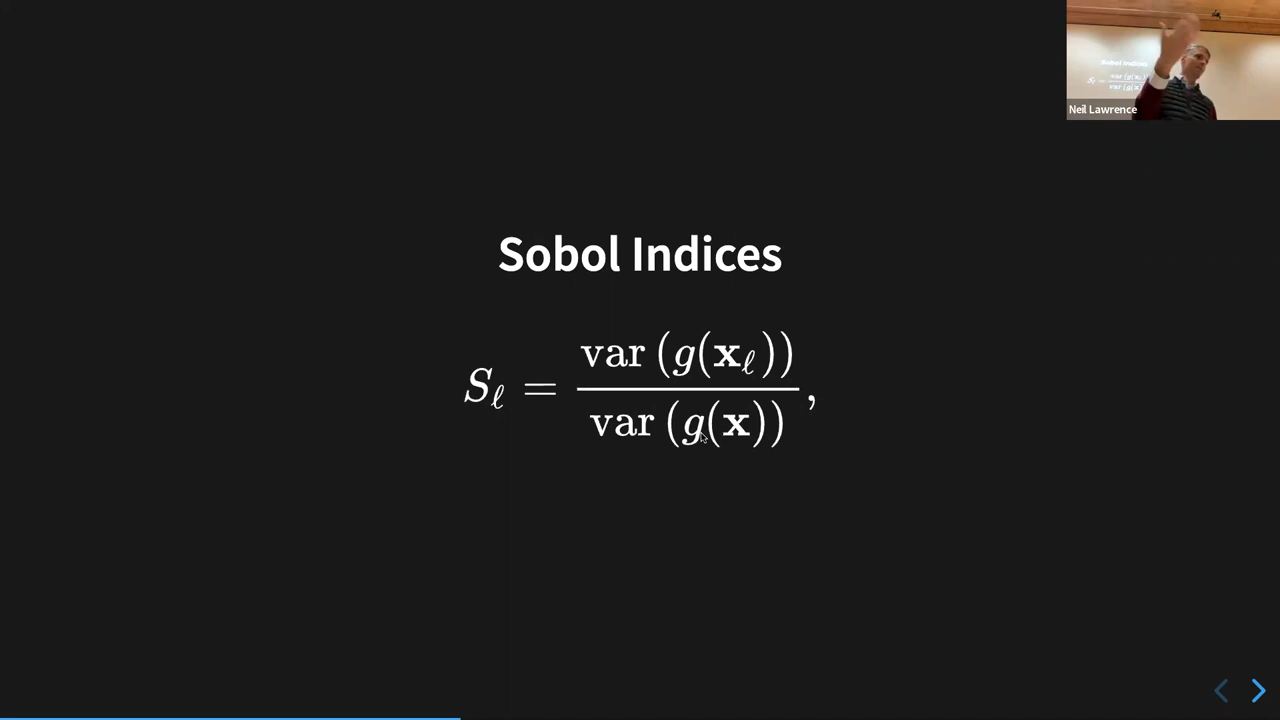 Neil Lawrence
Sobol Indices
S_ℓ = var (g(x_ℓ)) / var (g(x)),